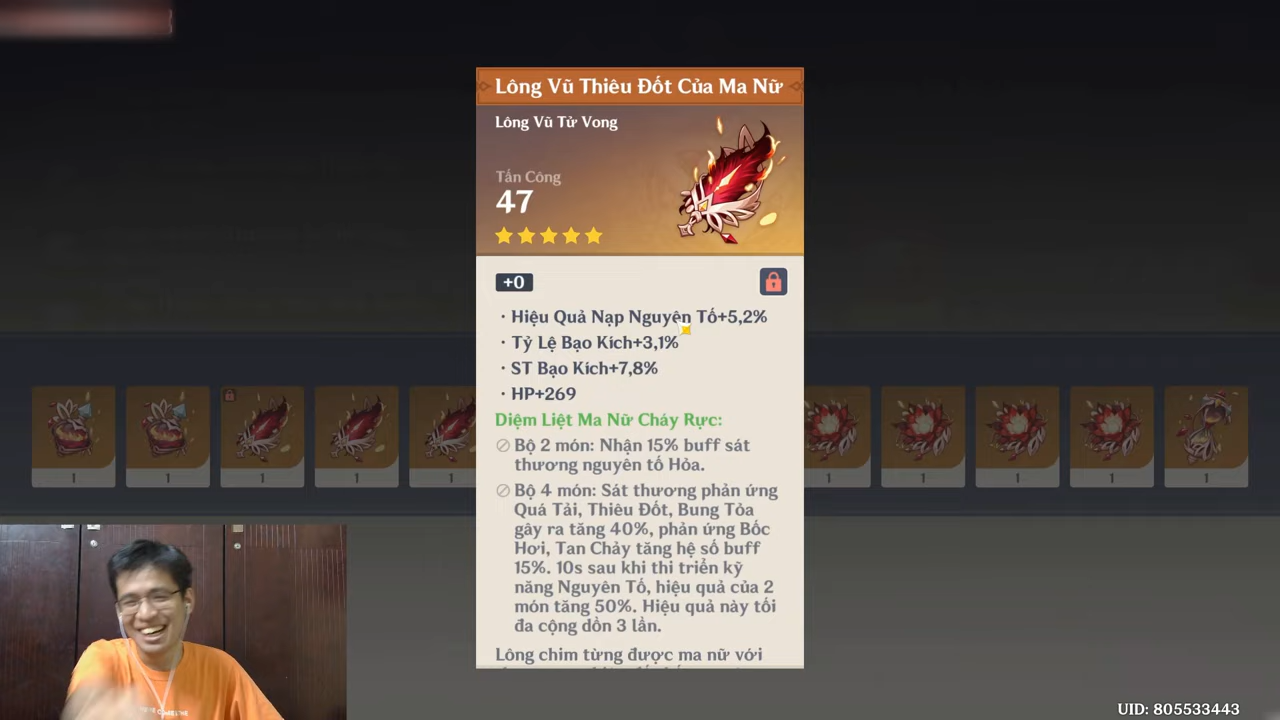 Lông Vũ Thiêu Đốt Của Ma Nữ
Lông Vũ Tử Vong
Tấn Công
47
+0
· Hiệu Quả Nạp Nguyên Tố+5,2%
· Tỷ Lệ Bạo Kích+3,1%
· ST Bạo Kích+7,8%
· HP+269
Diệm Liệt Ma Nữ Cháy Rực:
Bộ 2 món: Nhận 15% buff sát
thương nguyên tố Hỏa.
Bộ 4 món: Sát thương phản ứng
Quá Tải, Thiêu Đốt, Bung Tỏa
gây ra tăng 40%, phản ứng Bốc
Hơi, Tan Chảy tăng hệ số buff
15%. 10s sau khi thi triển kỹ
năng Nguyên Tố, hiệu quả của 2
món tăng 50%. Hiệu quả này tối
đa cộng dồn 3 lần.
Lông chim từng được ma nữ với
1 1 1 1 1 1 1 1 1 1
UID: 805533443